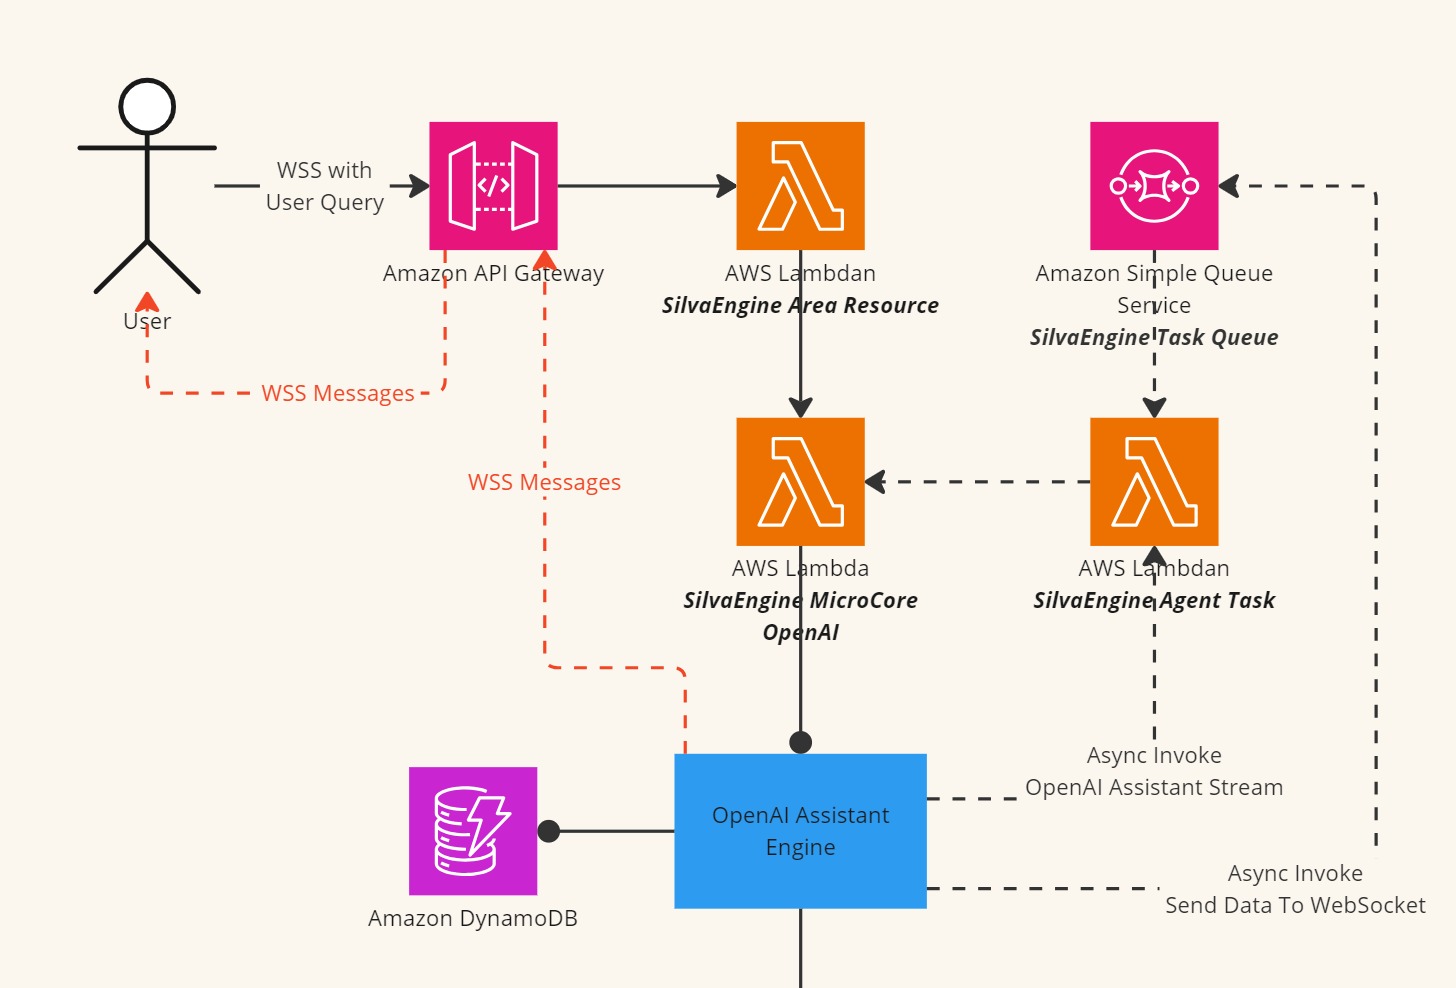 WSS with
User Query
</>
Amazon API Gateway
AWS Lambdan
SilvaEngine Area Resource
Amazon Simple Queue
Service
SilvaEngine Task Queue
User
WSS Messages
WSS Messages
AWS Lambda
SilvaEngine MicroCore
OpenAI
AWS Lambdan
SilvaEngine Agent Task
Async Invoke
OpenAI Assistant Stream
OpenAI Assistant
Engine
Async Invoke
Send Data To WebSocket
Amazon DynamoDB